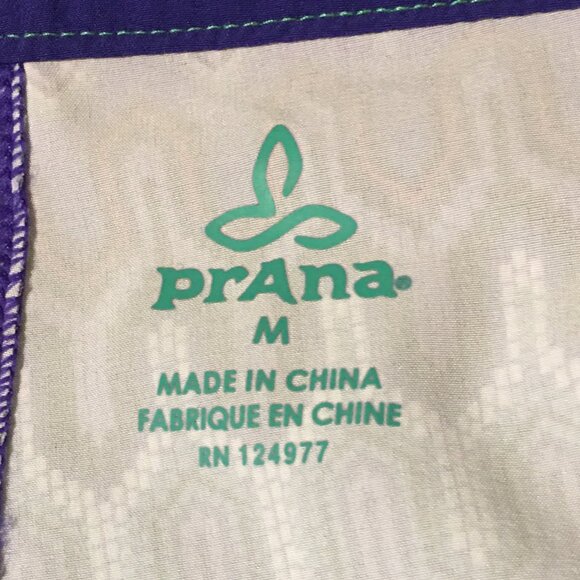 prAna®
M
MADE IN CHINA
FABRIQUE EN CHINE
RN 124977